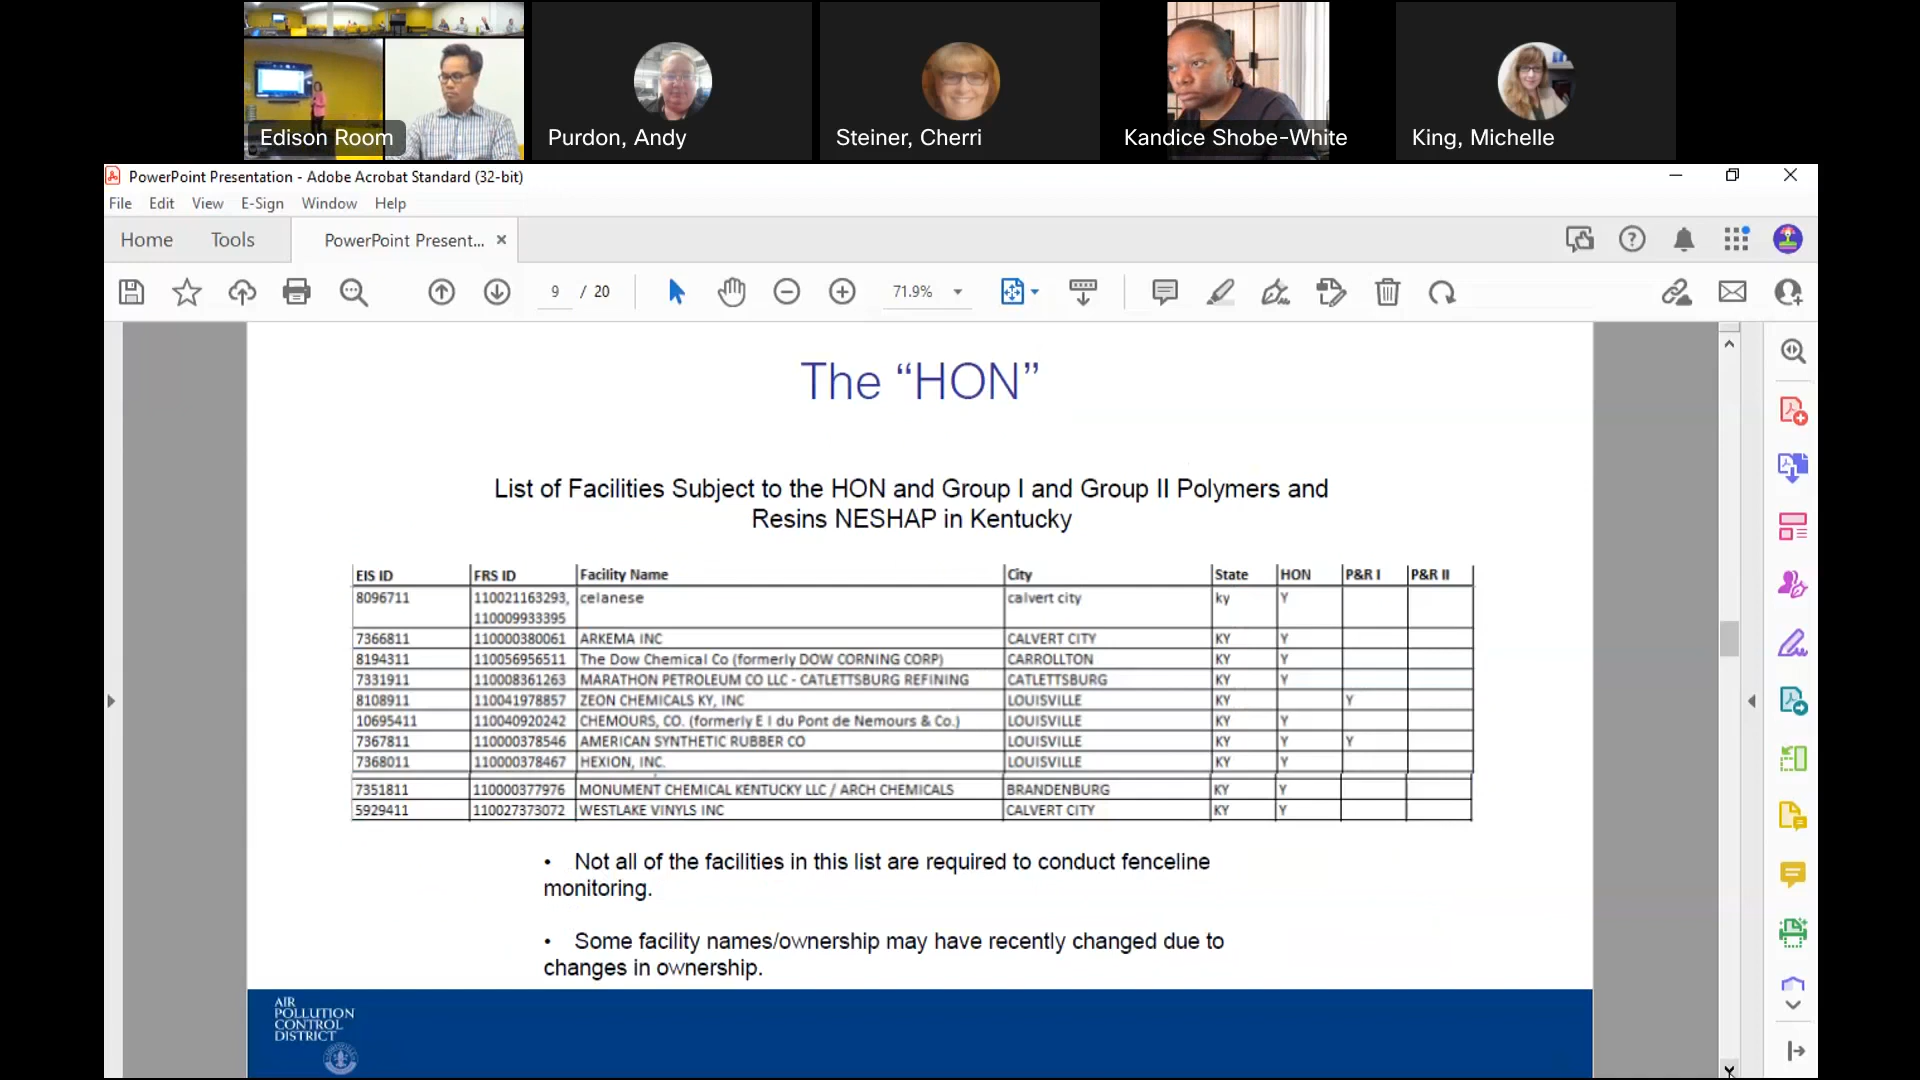 Edison Room
Purdon, Andy
Steiner, Cherri
Kandice Shobe-White
King, Michelle
PowerPoint Presentation - Adobe Acrobat Standard (32-bit)
File Edit View E-Sign Window Help
Home Tools PowerPoint Present... ×
9 / 20 71.9%
The “HON”
List of Facilities Subject to the HON and Group I and Group II Polymers and
Resins NESHAP in Kentucky
EIS ID FRS ID Facility Name City State HON P&R I P&R II
8096711 110021163293, celanese calvert city ky Y
110009933395
7366811 110000380061 ARKEMA INC CALVERT CITY KY Y
8194311 110056956511 The Dow Chemical Co (formerly DOW CORNING CORP) CARROLLTON KY Y
7331911 110008361263 MARATHON PETROLEUM CO LLC - CATLETTSBURG REFINING CATLETTSBURG KY Y
8108911 110041978857 ZEON CHEMICALS KY, INC LOUISVILLE KY Y
10695411 110040920242 CHEMOURS, CO. (formerly E I du Pont de Nemours & Co.) LOUISVILLE KY Y
7367811 110000378546 AMERICAN SYNTHETIC RUBBER CO LOUISVILLE KY Y Y
7368011 110000378467 HEXION, INC. LOUISVILLE KY Y
7351811 110000377976 MONUMENT CHEMICAL KENTUCKY LLC / ARCH CHEMICALS BRANDENBURG KY Y
5929411 110027373072 WESTLAKE VINYLS INC CALVERT CITY KY Y
• Not all of the facilities in this list are required to conduct fenceline
monitoring.
• Some facility names/ownership may have recently changed due to
changes in ownership.
AIR
POLLUTION
CONTROL
DISTRICT